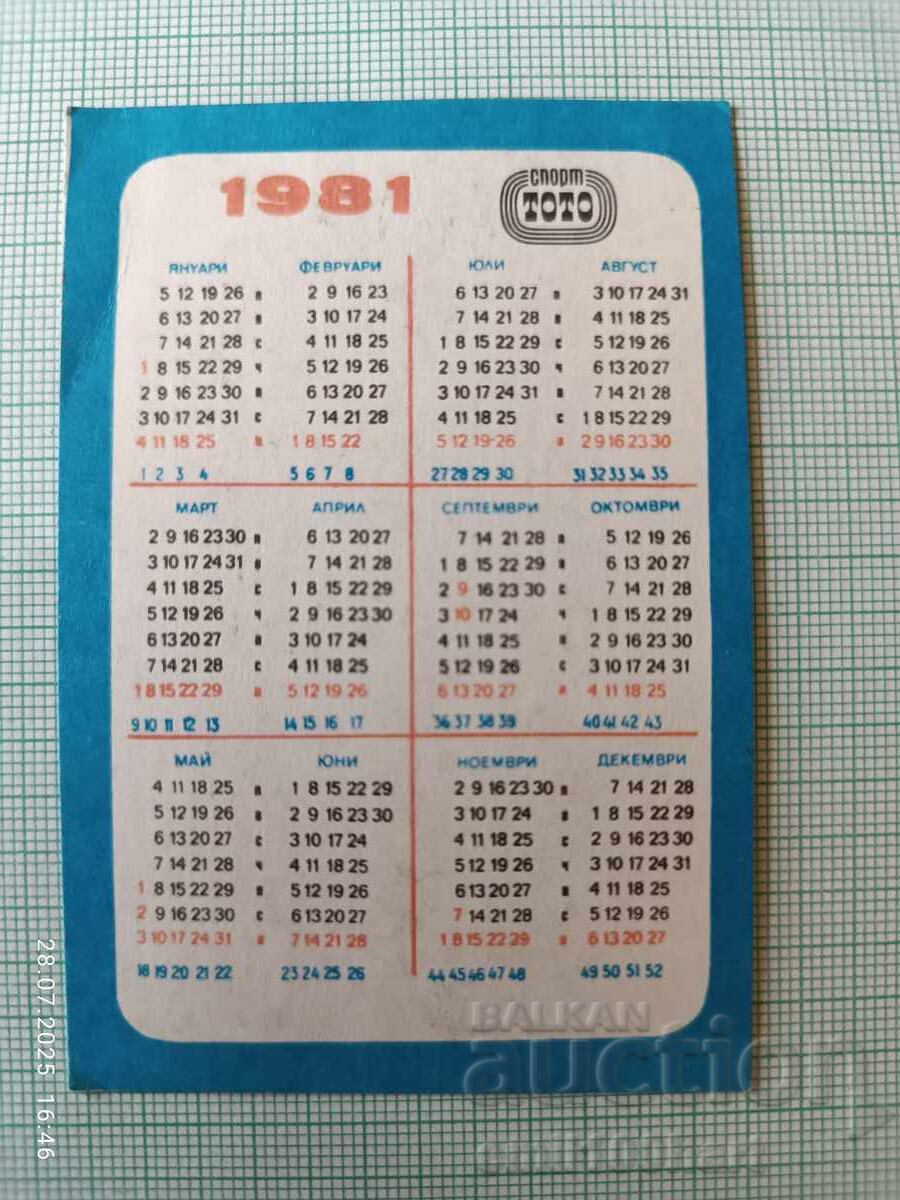 1981
спорт
ТОТО
ЯНУАРИ ФЕВРУАРИ
5 12 19 26 п 2 9 16 23
6 13 20 27 в 3 10 17 24
7 14 21 28 с 4 11 18 25
1 8 15 22 29 ч 5 12 19 26
2 9 16 23 30 п 6 13 20 27
3 10 17 24 31 с 7 14 21 28
4 11 18 25 н 1 8 15 22
1 2 3 4 5 6 7 8
ЮЛИ АВГУСТ
6 13 20 27 п 3 10 17 24 31
7 14 21 28 в 4 11 18 25
1 8 15 22 29 с 5 12 19 26
2 9 16 23 30 ч 6 13 20 27
3 10 17 24 31 п 7 14 21 28
4 11 18 25 с 1 8 15 22 29
5 12 19 26 н 2 9 16 23 30
27 28 29 30 31 32 33 34 35
МАРТ АПРИЛ
2 9 16 23 30 п 6 13 20 27
3 10 17 24 31 в 7 14 21 28
4 11 18 25 с 1 8 15 22 29
5 12 19 26 ч 2 9 16 23 30
6 13 20 27 п 3 10 17 24
7 14 21 28 с 4 11 18 25
1 8 15 22 29 н 5 12 19 26
9 10 11 12 13 14 15 16 17
СЕПТЕМВРИ ОКТОМВРИ
7 14 21 28 п 5 12 19 26
1 8 15 22 29 в 6 13 20 27
2 9 16 23 30 с 7 14 21 28
3 10 17 24 ч 1 8 15 22 29
4 11 18 25 п 2 9 16 23 30
5 12 19 26 с 3 10 17 24 31
6 13 20 27 н 4 11 18 25
36 37 38 39 40 41 42 43
МАЙ ЮНИ
4 11 18 25 п 1 8 15 22 29
5 12 19 26 в 2 9 16 23 30
6 13 20 27 с 3 10 17 24
7 14 21 28 ч 4 11 18 25
1 8 15 22 29 п 5 12 19 26
2 9 16 23 30 с 6 13 20 27
3 10 17 24 31 н 7 14 21 28
18 19 20 21 22 23 24 25 26
НОЕМВРИ ДЕКЕМВРИ
2 9 16 23 30 п 7 14 21 28
3 10 17 24 в 1 8 15 22 29
4 11 18 25 с 2 9 16 23 30
5 12 19 26 ч 3 10 17 24 31
6 13 20 27 п 4 11 18 25
7 14 21 28 с 5 12 19 26
1 8 15 22 29 н 6 13 20 27
44 45 46 47 48 49 50 51 52
28.07.2025 16:46
BALKAN
auction